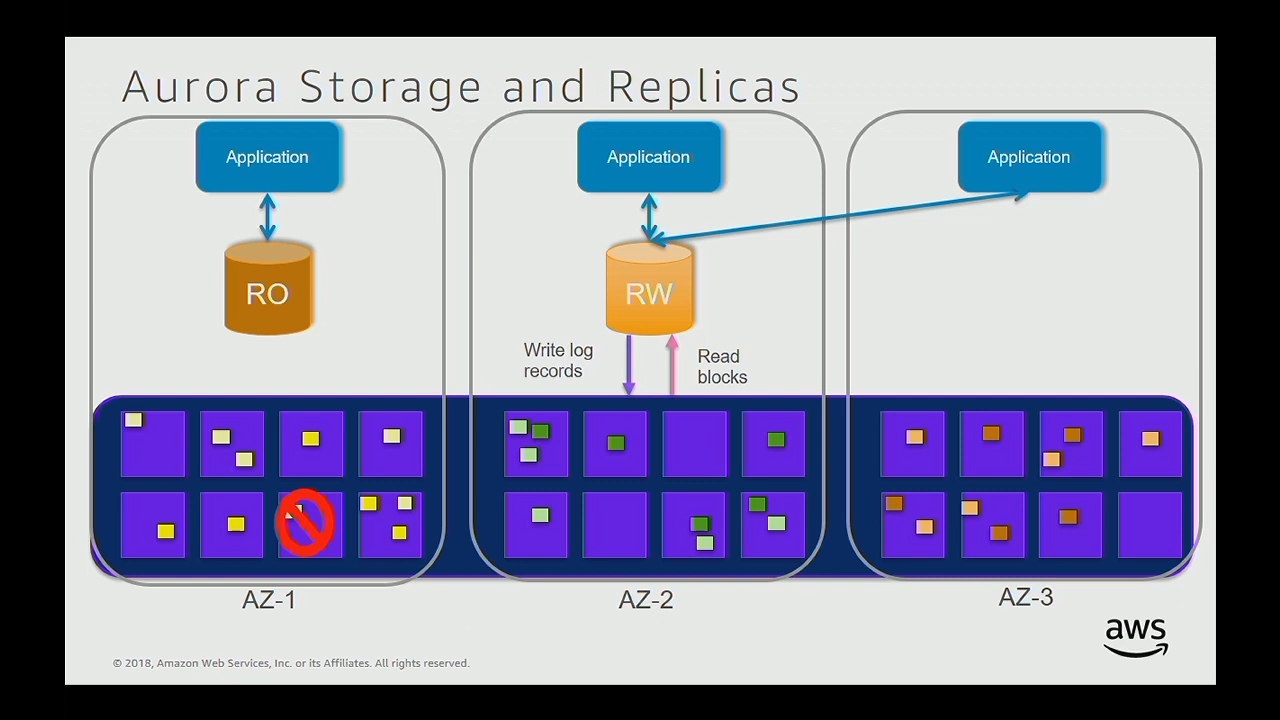 Aurora Storage and Replicas
Application
Application
Application
RO
RW
Write log
records
Read
blocks
AZ-1
AZ-2
AZ-3
aws
© 2018, Amazon Web Services, Inc. or its Affiliates. All rights reserved.